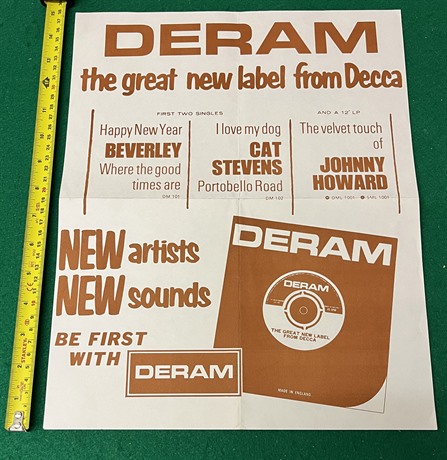 DERAM
the great new label from Decca
FIRST TWO SINGLES
AND A 12" LP
Happy New Year
BEVERLEY
Where the good
times are
DM 101
I love my dog
CAT
STEVENS
Portobello Road
DM 102
The velvet touch
of
JOHNNY
HOWARD
DML 1001 SML 1001
NEW artists
NEW sounds
BE FIRST
WITH DERAM
DERAM
DERAM
THE GREAT NEW LABEL
FROM DECCA
MADE IN ENGLAND
STANLEY